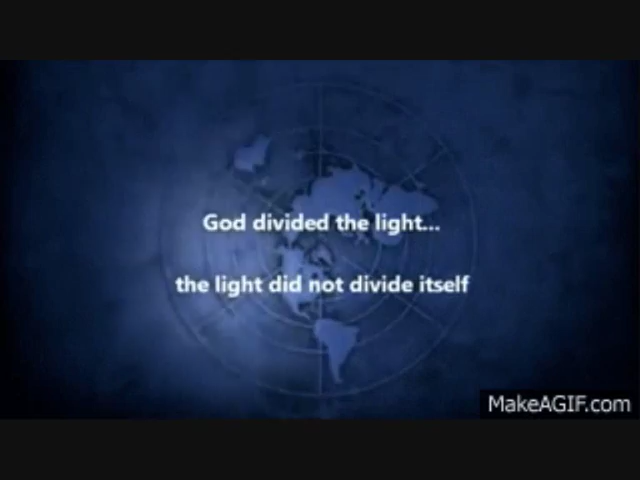 God divided the light...
the light did not divide itself
MakeAGIF.com